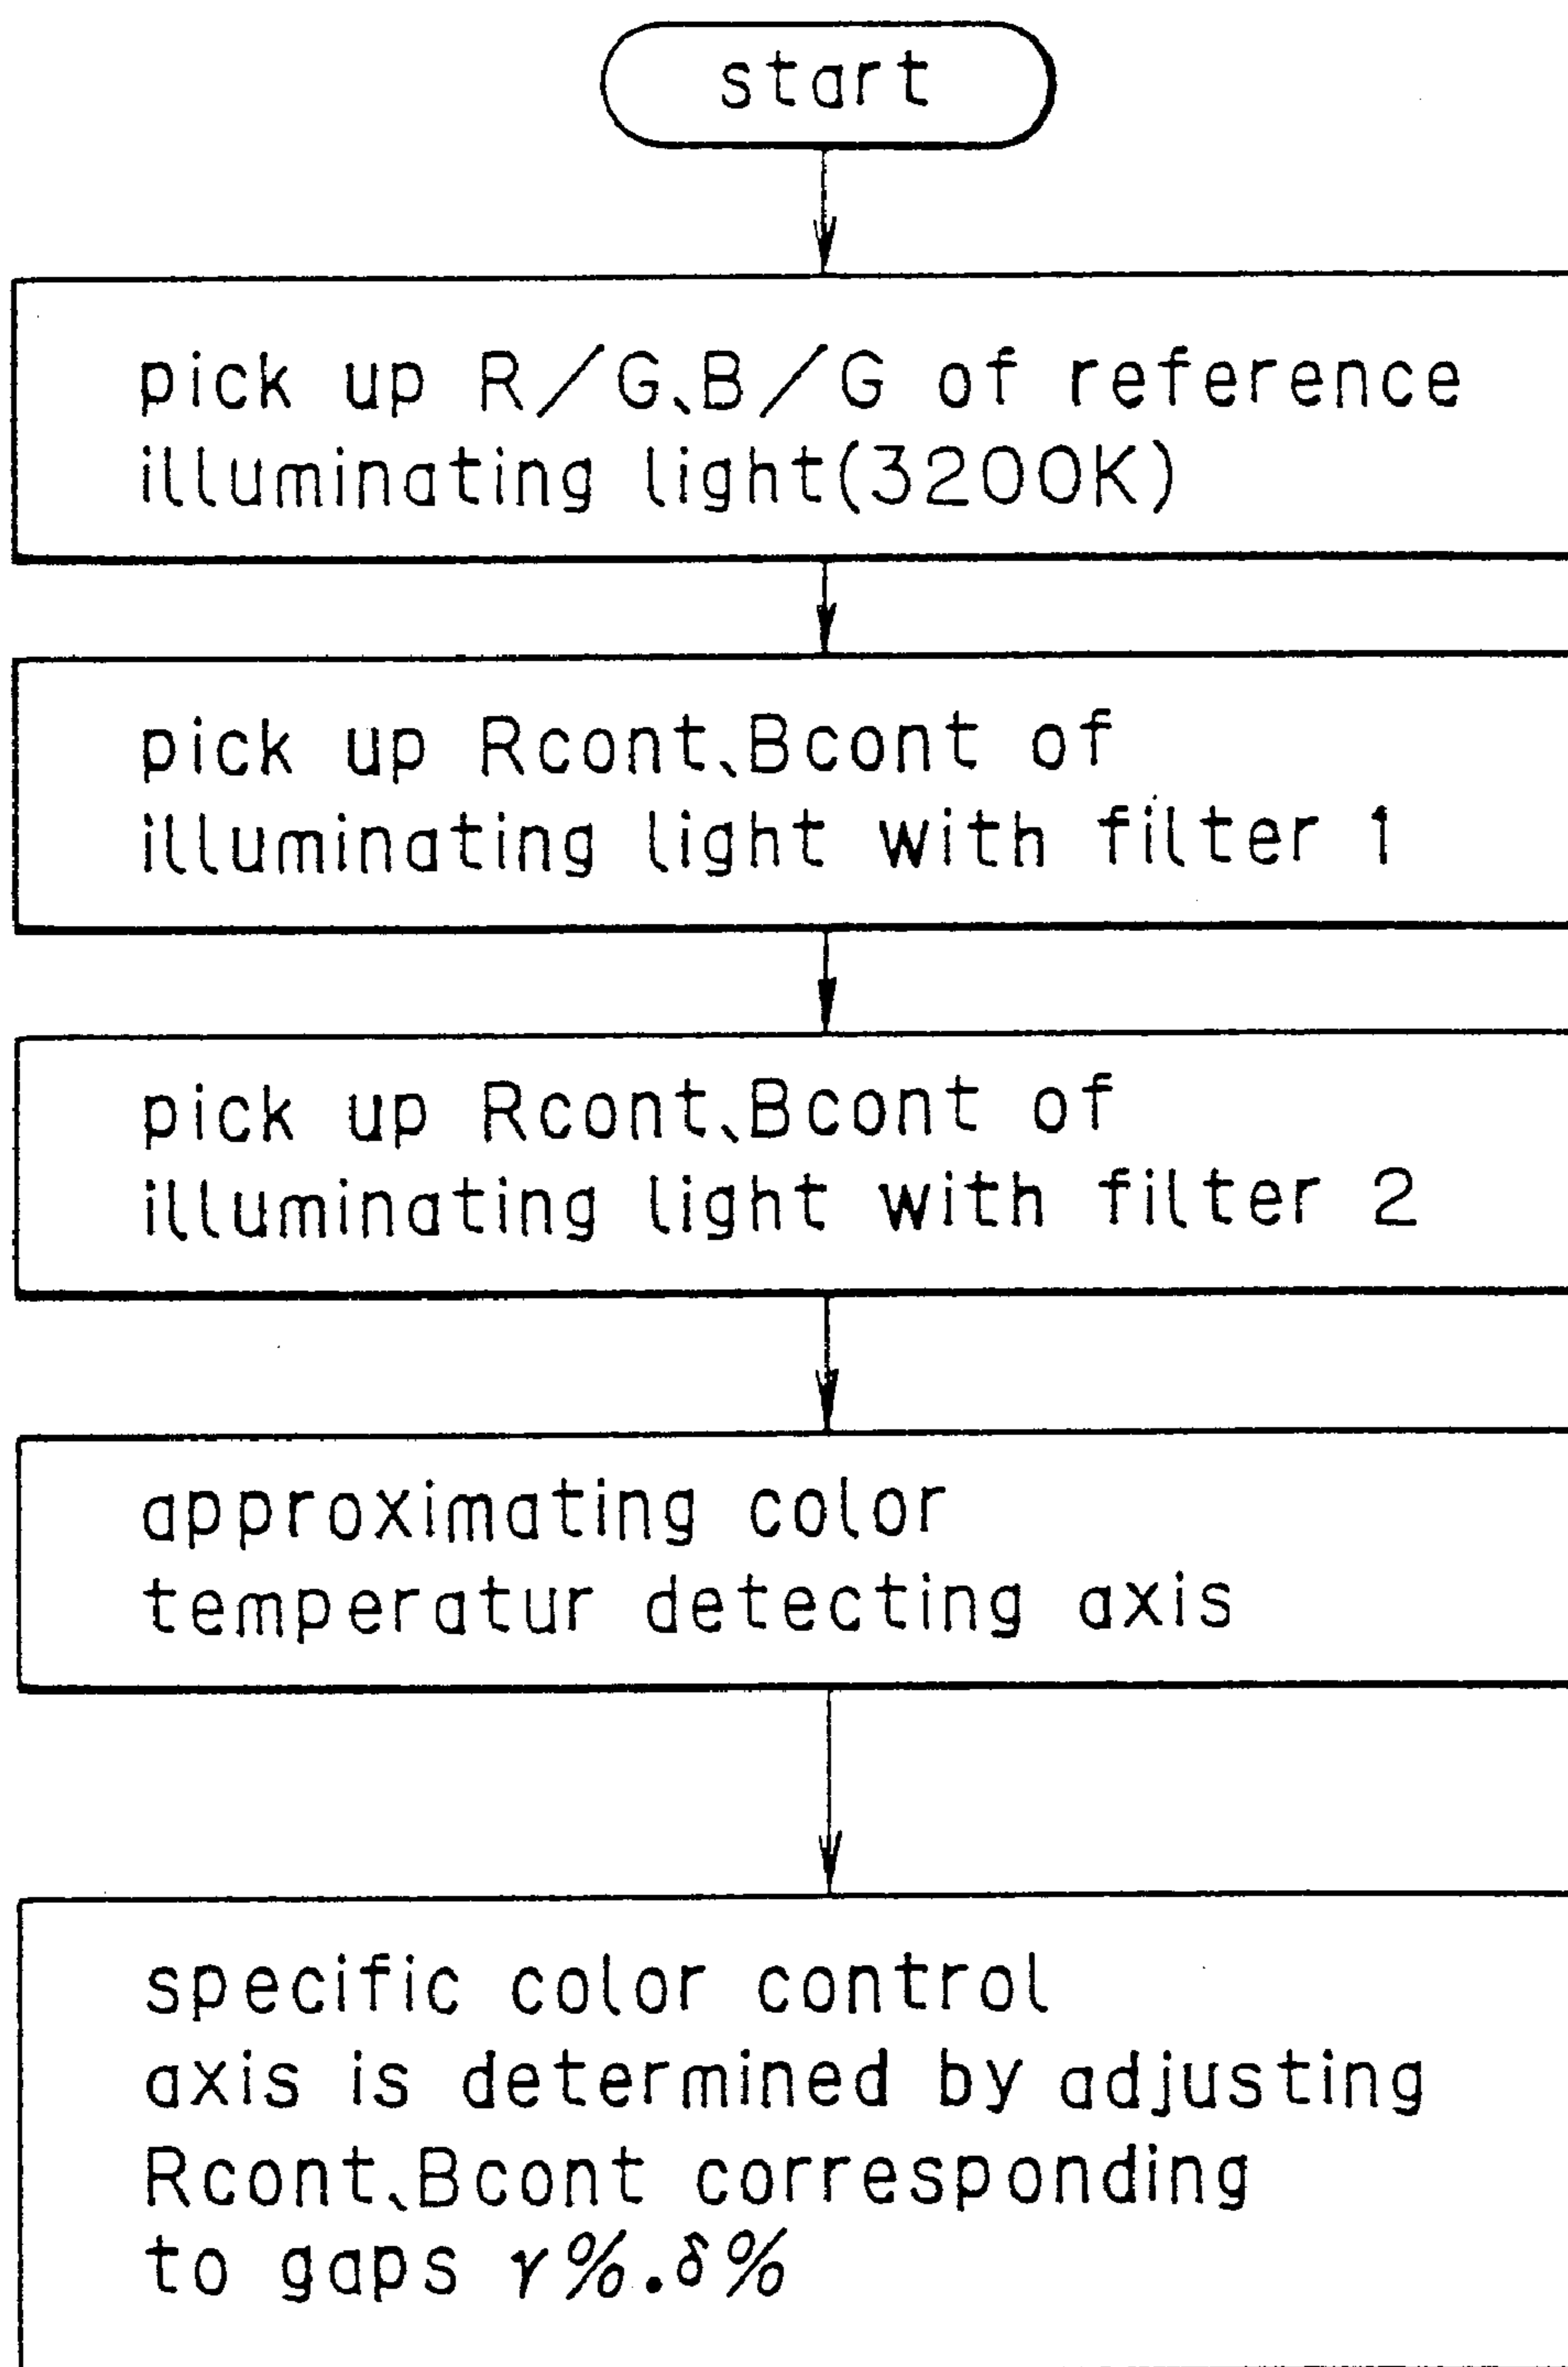 start
pick up R/G、B/G of reference
illuminating light(3200K)
pick up Rcont、Bcont of
illuminating light with filter 1
pick up Rcont、Bcont of
illuminating light with filter 2
approximating color
temperatur detecting axis
specific color control
axis is determined by adjusting
Rcont、Bcont corresponding
to gaps γ%.δ%